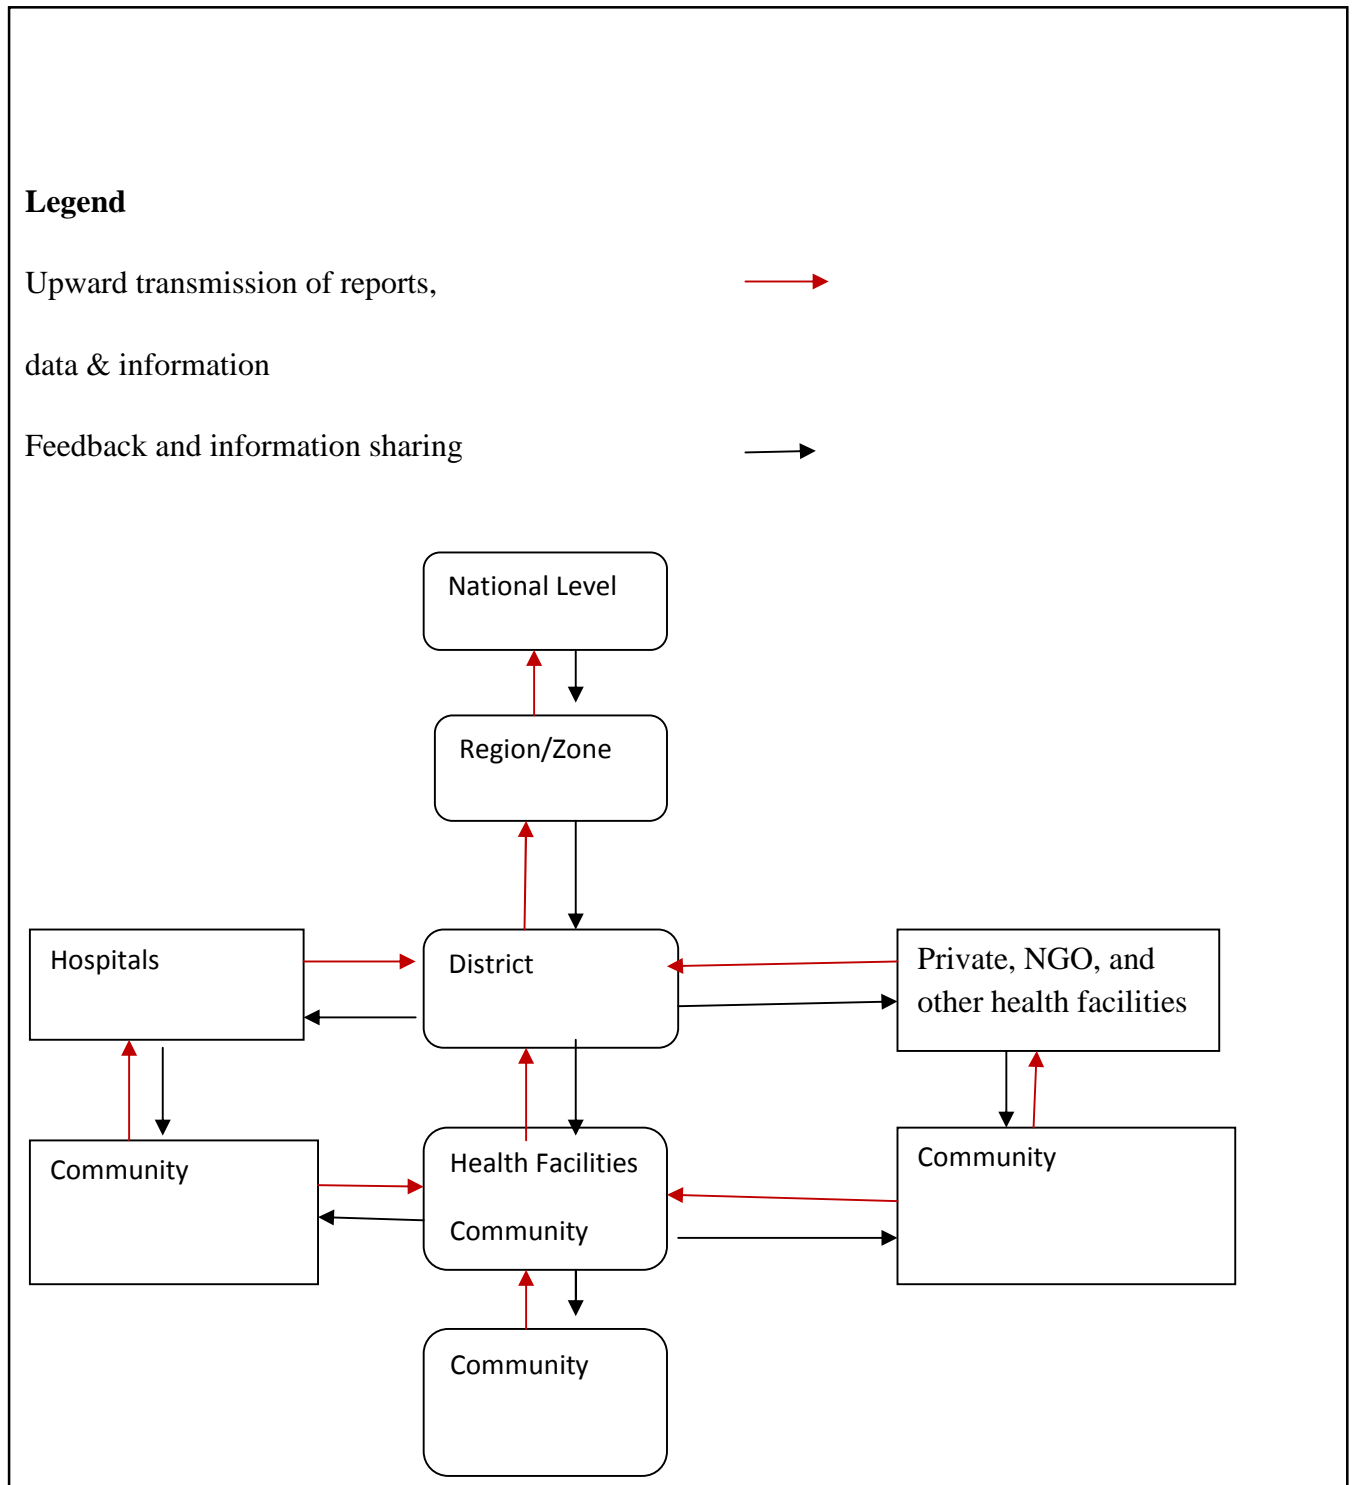 Legend
Upward transmission of reports,
data & information
Feedback and information sharing
National Level
Region/Zone
Hospitals
District
Private, NGO, and
other health facilities
Community
Health Facilities
Community
Community
Community